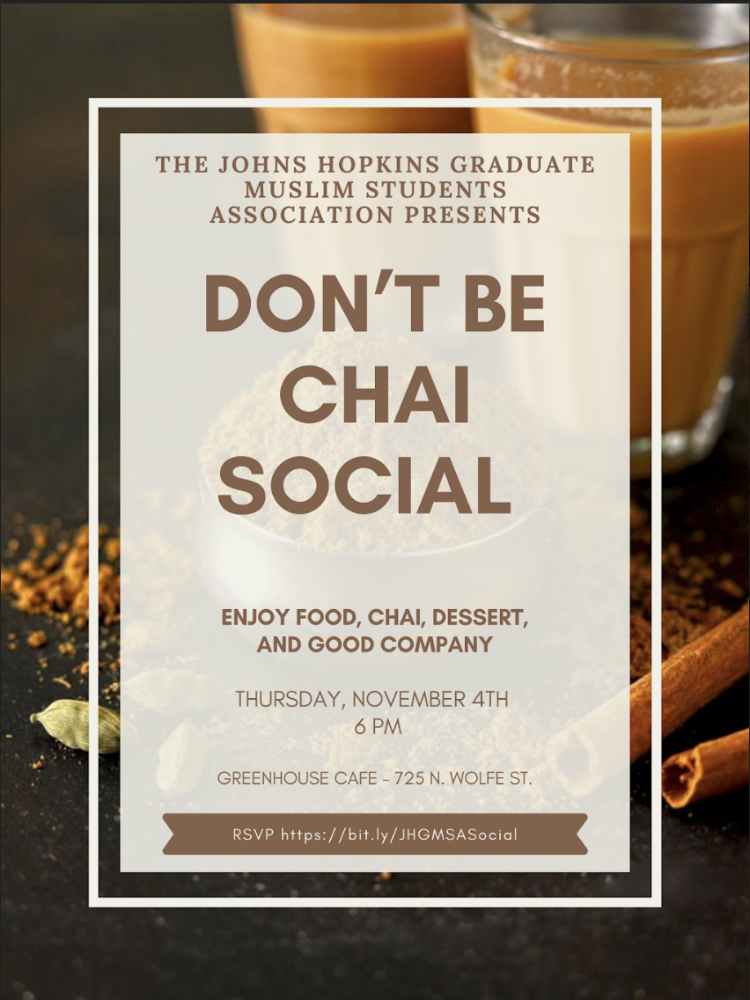 THE JOHNS HOPKINS GRADUATE
MUSLIM STUDENTS
ASSOCIATION PRESENTS
DON'T BE
CHAI
SOCIAL
ENJOY FOOD, CHAI, DESSERT,
AND GOOD COMPANY
THURSDAY, NOVEMBER 4TH
6 PM
GREENHOUSE CAFE - 725 N. WOLFE ST.
RSVP https://bit.ly/JHGMSASocial